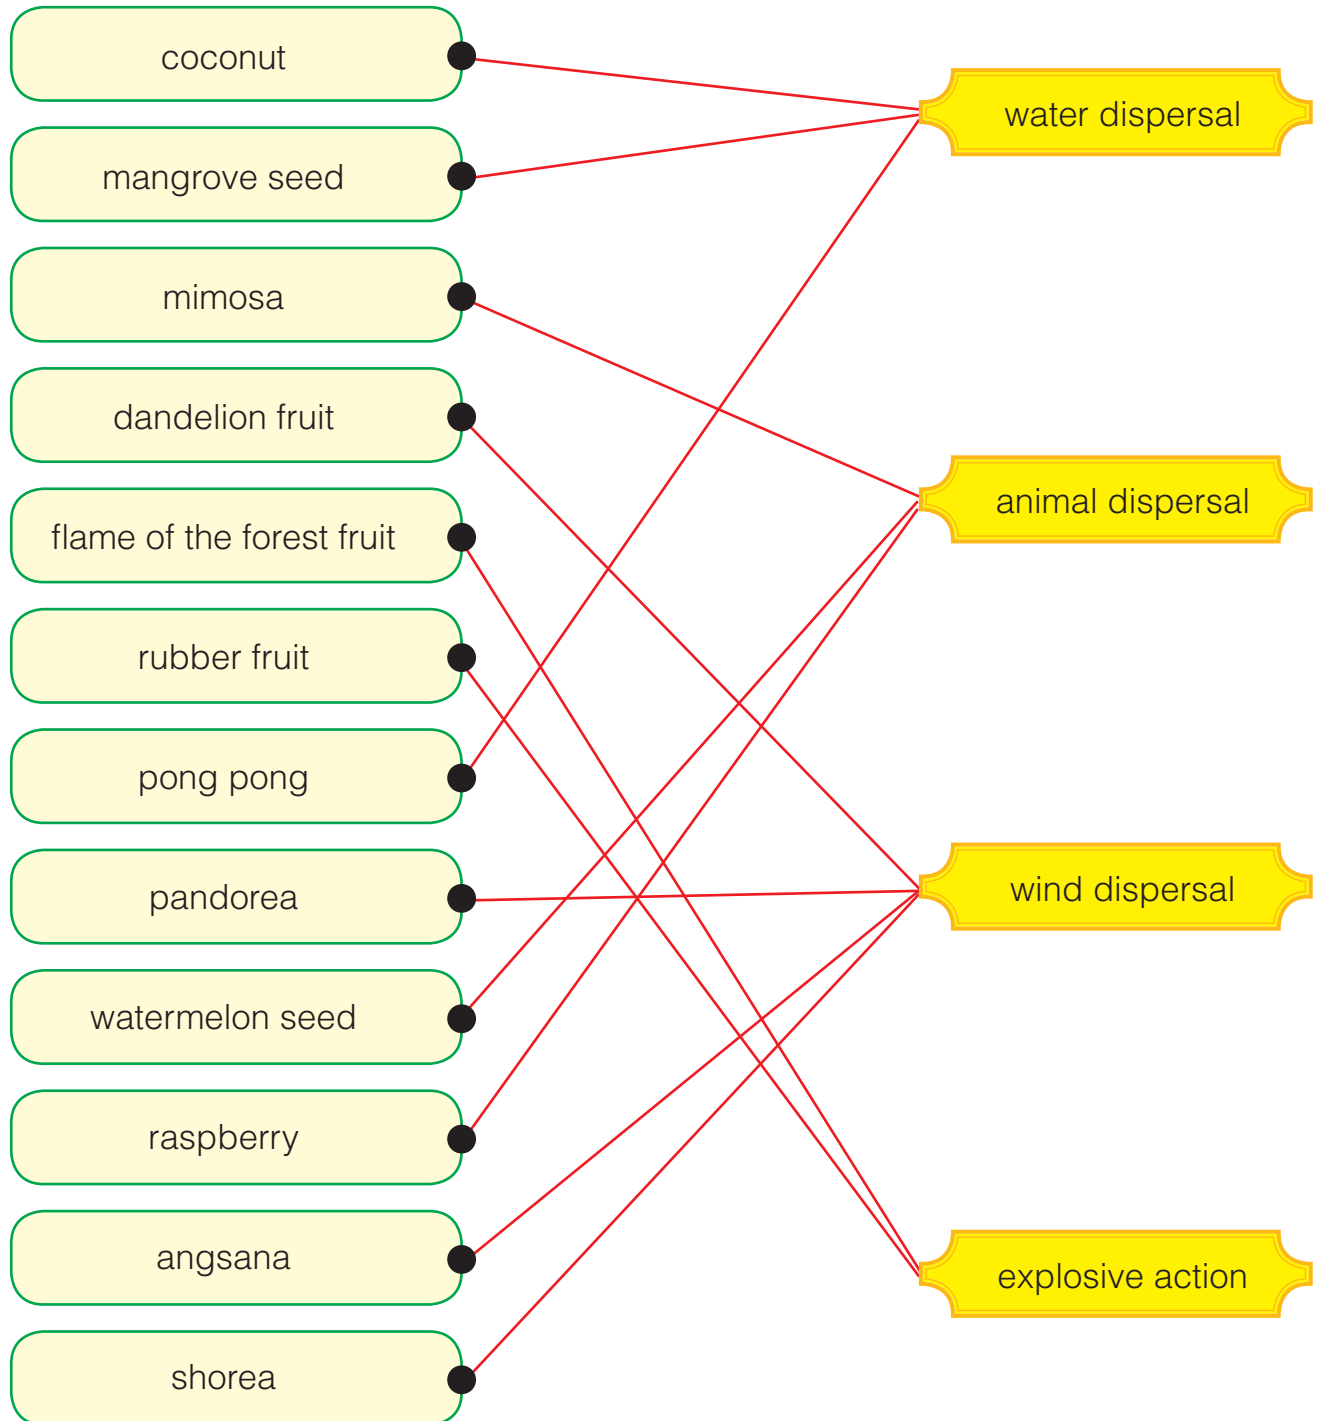 coconut
mangrove seed
mimosa
dandelion fruit
flame of the forest fruit
rubber fruit
pong pong
pandorea
watermelon seed
raspberry
angsana
shorea
water dispersal
animal dispersal
wind dispersal
explosive action